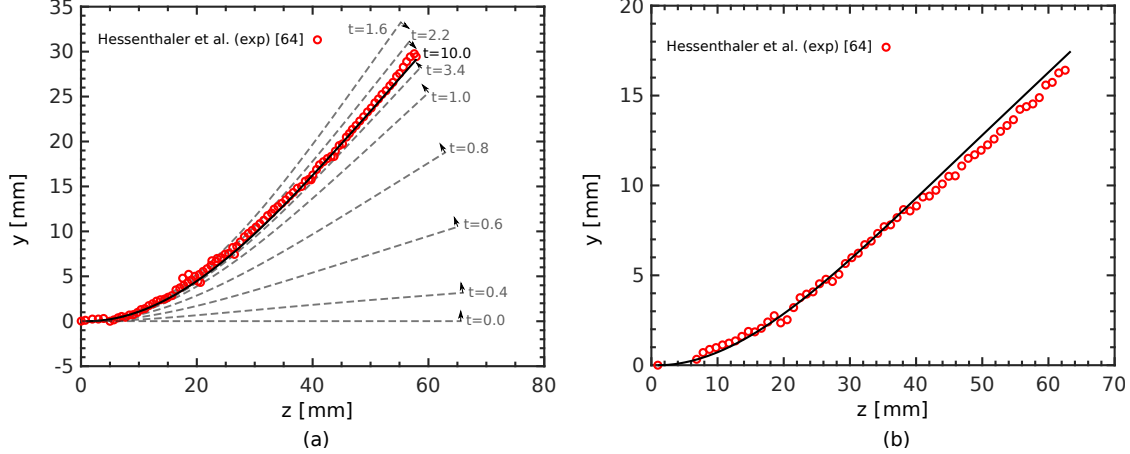 35
30
25
20
15
10
5
0
-5
y [mm]
0
20
40
60
80
z [mm]
Hessenthaler et al. (exp) [64]
t=1.6
t=2.2
t=10.0
t=3.4
t=1.0
t=0.8
t=0.6
t=0.4
t=0.0
(a)
20
15
10
5
0
y [mm]
0
10
20
30
40
50
60
70
z [mm]
Hessenthaler et al. (exp) [64]
(b)